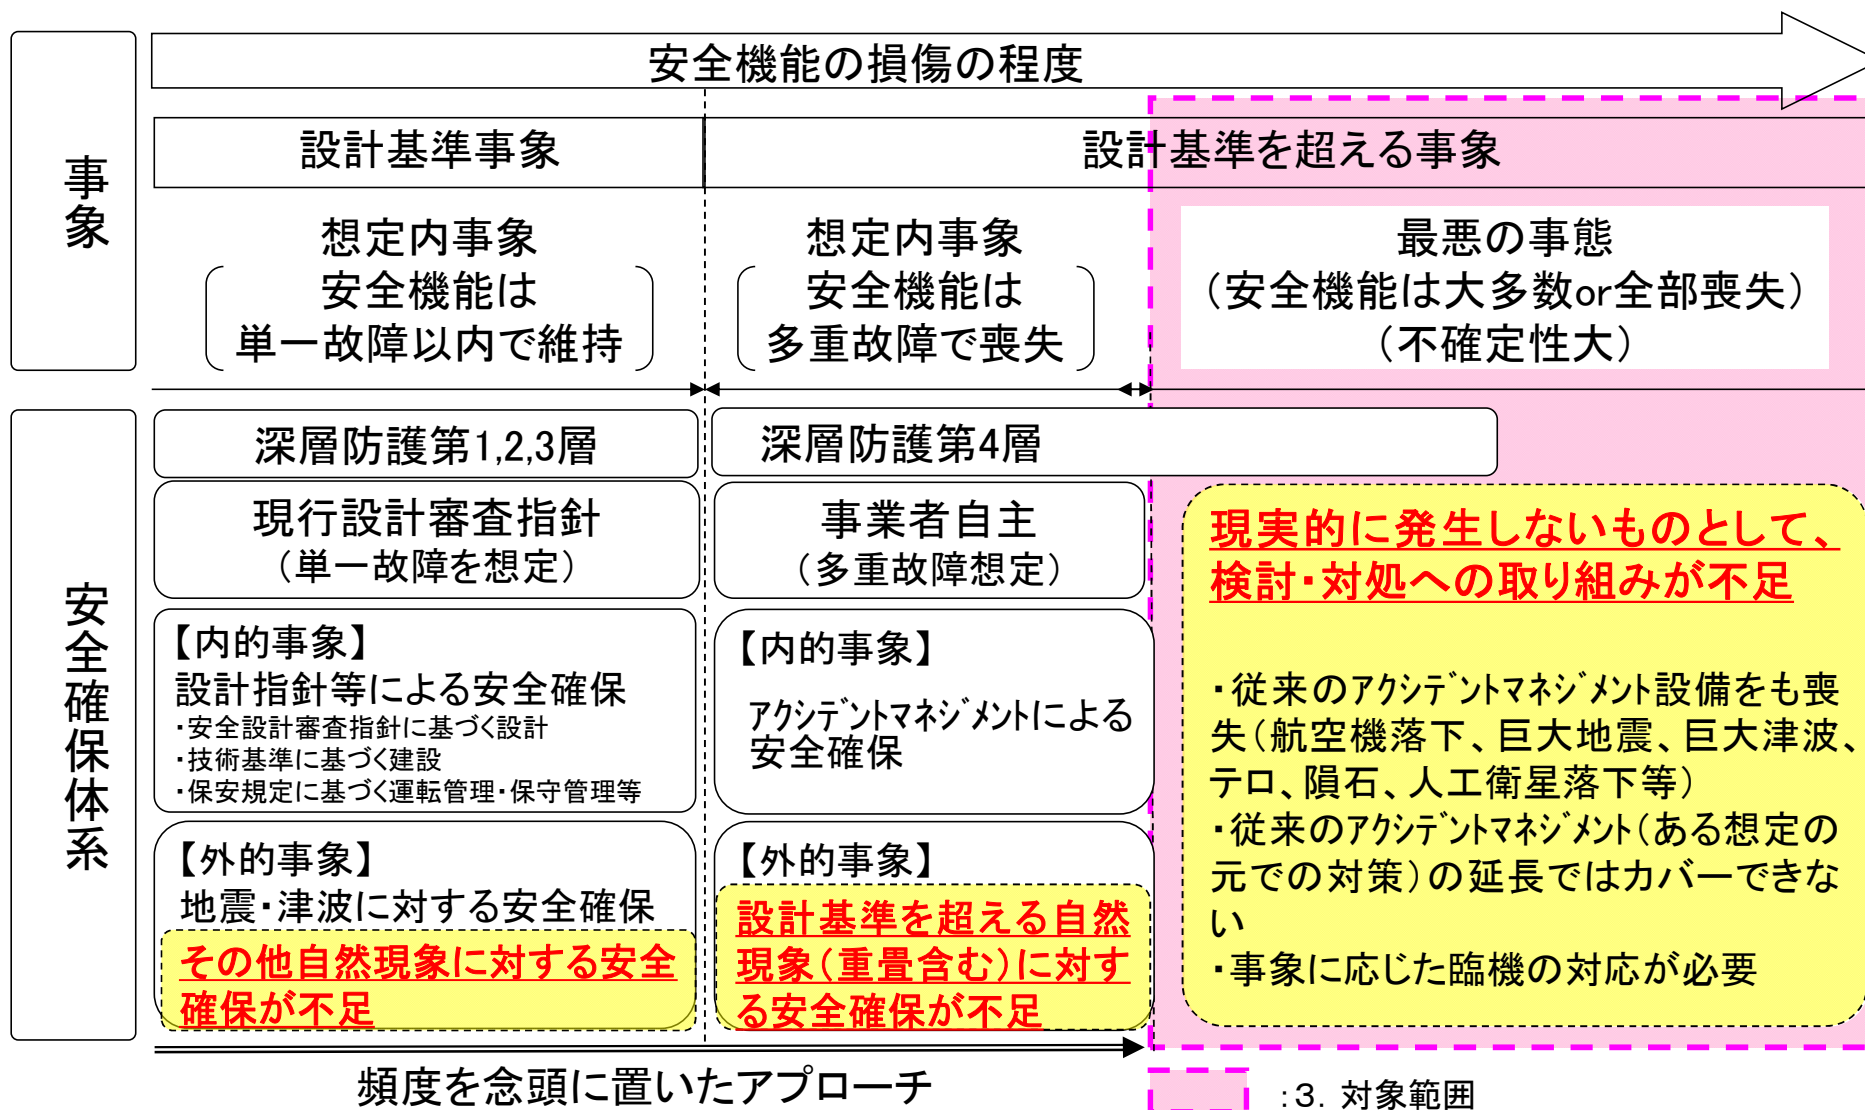 安全機能の損傷の程度
事象
設計基準事象
設計基準を超える事象
想定内事象
安全機能は
単一故障以内で維持
想定内事象
安全機能は
多重故障で喪失
最悪の事態
（安全機能は大多数or全部喪失）
（不確定性大）
安全確保体系
深層防護第1,2,3層
深層防護第4層
現行設計審査指針
（単一故障を想定）
事業者自主
（多重故障想定）
【内的事象】
設計指針等による安全確保
・安全設計審査指針に基づく設計
・技術基準に基づく建設
・保安規定に基づく運転管理・保守管理等
【内的事象】
ｱｸｼﾃﾞﾝﾄﾏﾈｼﾞﾒﾝﾄによる
安全確保
【外的事象】
地震・津波に対する安全確保
その他自然現象に対する安全
確保が不足
【外的事象】
設計基準を超える自然
現象（重畳含む）に対す
る安全確保が不足
現実的に発生しないものとして、
検討・対処への取り組みが不足
・従来のｱｸｼﾃﾞﾝﾄﾏﾈｼﾞﾒﾝﾄ設備をも喪
失（航空機落下、巨大地震、巨大津波、
テロ、隕石、人工衛星落下等）
・従来のｱｸｼﾃﾞﾝﾄﾏﾈｼﾞﾒﾝﾄ（ある想定の
元での対策）の延長ではカバーできな
い
・事象に応じた臨機の対応が必要
頻度を念頭に置いたアプローチ
：３．対象範囲